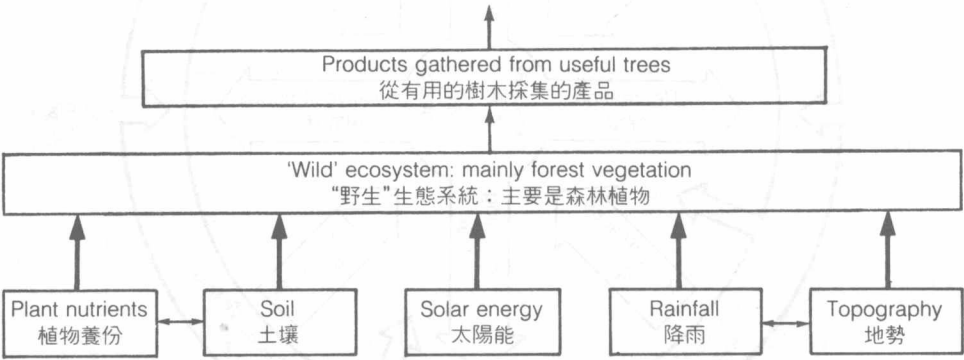 Products gathered from useful trees
從有用的樹木採集的產品
'Wild' ecosystem: mainly forest vegetation
“野生”生態系統：主要是森林植物
Plant nutrients
植物養份
Soil
土壤
Solar energy
太陽能
Rainfall
降雨
Topography
地勢